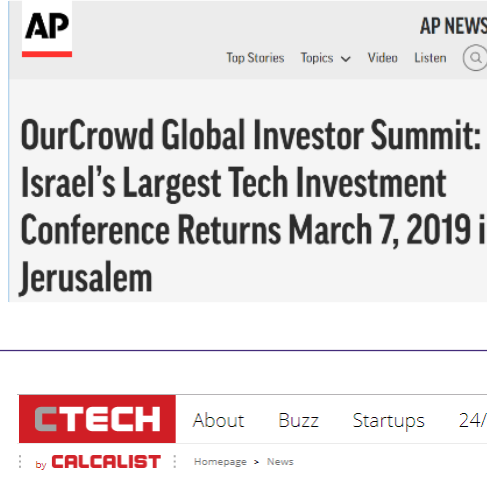 AP
AP NEWS
Top Stories Topics Video Listen
OurCrowd Global Investor Summit:
Israel’s Largest Tech Investment
Conference Returns March 7, 2019 i
Jerusalem
CTECH About Buzz Startups 24/
by CALCALIST Homepage > News